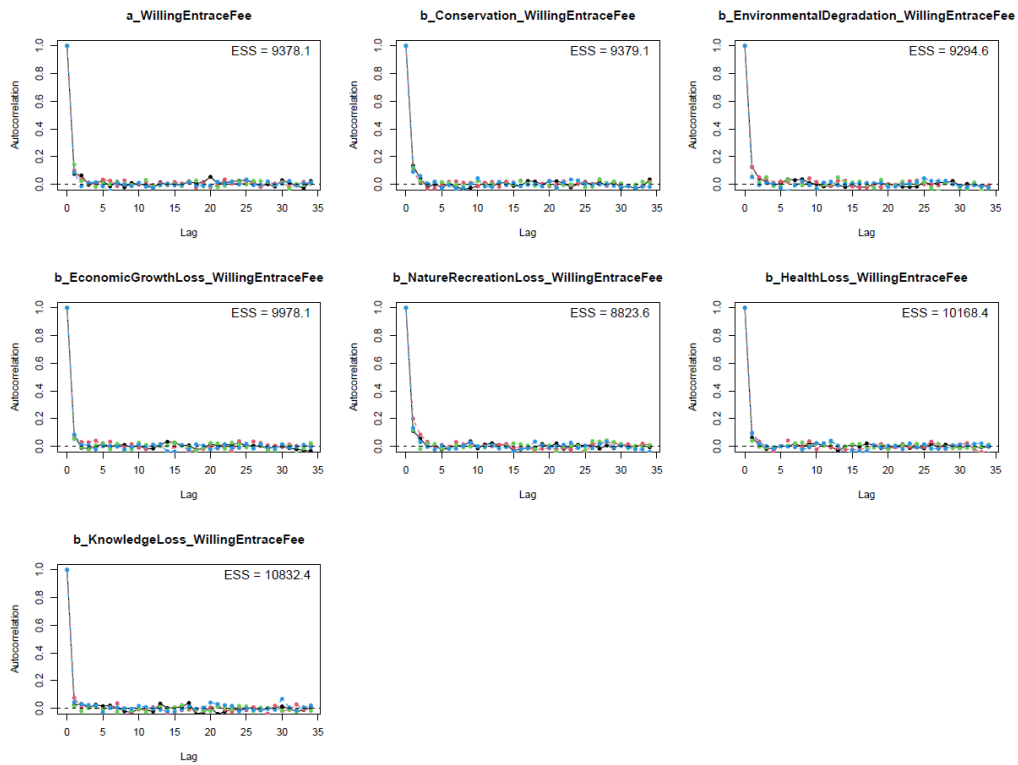 a_WillingEntraceFee
b_Conservation_WillingEntraceFee
b_EnvironmentalDegradation_WillingEntraceFee
ESS = 9378.1
ESS = 9379.1
ESS = 9294.6
Autocorrelation
Autocorrelation
Autocorrelation
1.0
0.8
0.6
0.4
0.2
0.0
1.0
0.8
0.6
0.4
0.2
0.0
1.0
0.8
0.6
0.4
0.2
0.0
0 5 10 15 20 25 30 35
0 5 10 15 20 25 30 35
0 5 10 15 20 25 30 35
Lag
Lag
Lag
b_EconomicGrowthLoss_WillingEntraceFee
b_NatureRecreationLoss_WillingEntraceFee
b_HealthLoss_WillingEntraceFee
ESS = 9978.1
ESS = 8823.6
ESS = 10168.4
Autocorrelation
Autocorrelation
Autocorrelation
1.0
0.8
0.6
0.4
0.2
0.0
1.0
0.8
0.6
0.4
0.2
0.0
1.0
0.8
0.6
0.4
0.2
0.0
0 5 10 15 20 25 30 35
0 5 10 15 20 25 30 35
0 5 10 15 20 25 30 35
Lag
Lag
Lag
b_KnowledgeLoss_WillingEntraceFee
ESS = 10832.4
Autocorrelation
1.0
0.8
0.6
0.4
0.2
0.0
0 5 10 15 20 25 30 35
Lag